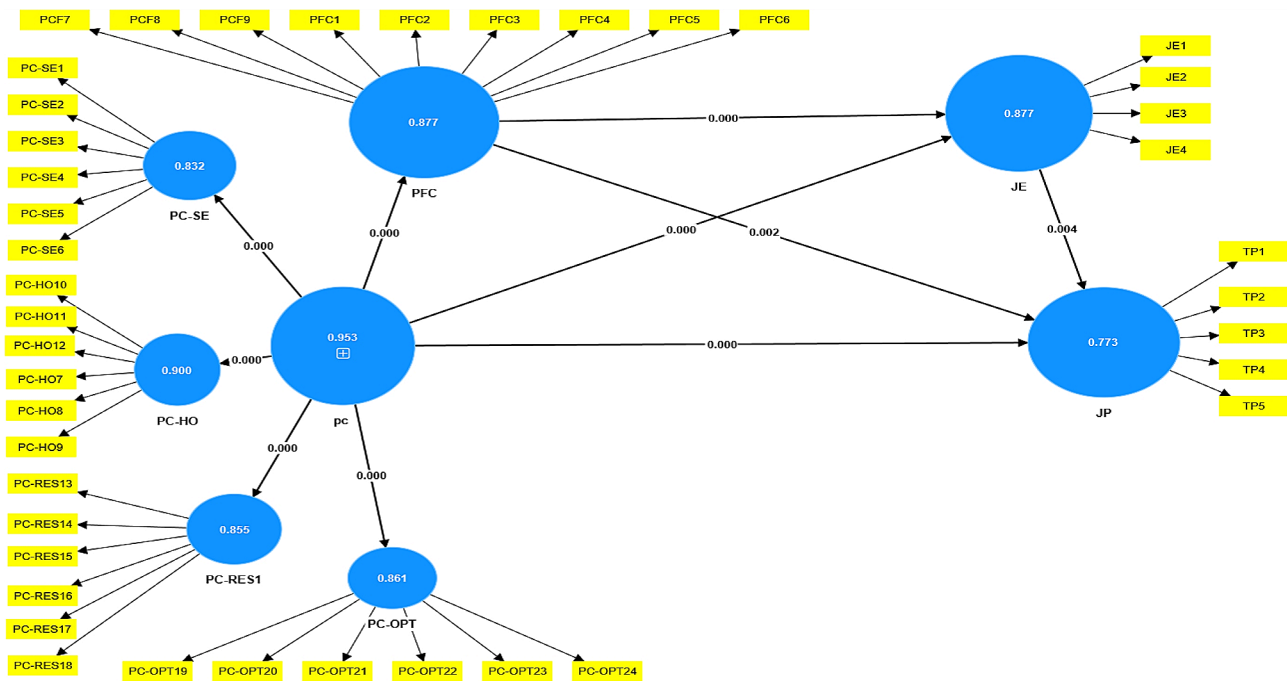 PCF7 PCF8 PCF9 PFC1 PFC2 PFC3 PFC4 PFC5 PFC6
JE1
JE2
JE3
JE4
0.877
JE
0.877
PFC
PC-SE1
PC-SE2
PC-SE3
PC-SE4
PC-SE5
PC-SE6
0.832
PC-SE
0.000
0.000
0.000
0.000
0.002
0.004
TP1
TP2
TP3
TP4
TP5
0.773
JP
PC-HO10
PC-HO11
PC-HO12
PC-HO7
PC-HO8
PC-HO9
0.900
PC-HO
0.000
0.953
pc
0.000
0.000
0.000
PC-RES13
PC-RES14
PC-RES15
PC-RES16
PC-RES17
PC-RES18
0.855
PC-RES1
0.861
PC-OPT
PC-OPT19 PC-OPT20 PC-OPT21 PC-OPT22 PC-OPT23 PC-OPT24